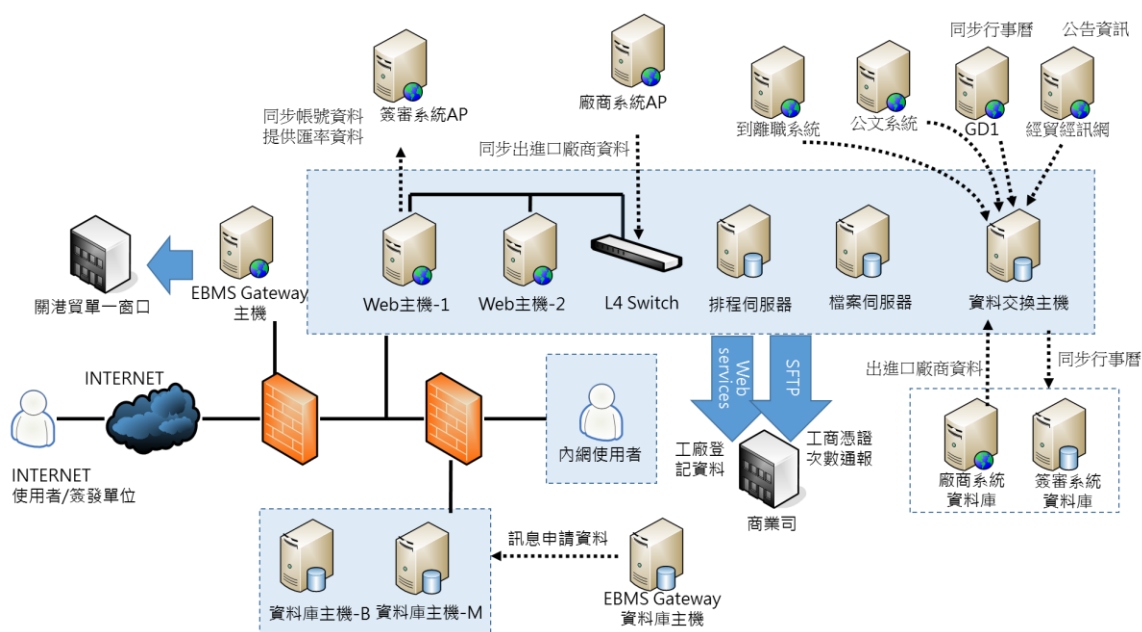 同步行事曆
公告資訊
簽審系統AP
廠商系統AP
到離職系統
公文系統
GD1
經貿經訊網
同步帳號資料
提供匯率資料
同步出進口廠商資料
關港貿單一窗口
EBMS Gateway
主機
Web主機-1
Web主機-2
L4 Switch
排程伺服器
檔案伺服器
資料交換主機
Web
services
SFTP
出進口廠商資料
同步行事曆
INTERNET
內網使用者
工廠登
記資料
工商憑證
次數通報
商業司
廠商系統
資料庫
簽審系統
資料庫
INTERNET
使用者/簽發單位
資料庫主機-B
資料庫主機-M
訊息申請資料
EBMS Gateway
資料庫主機